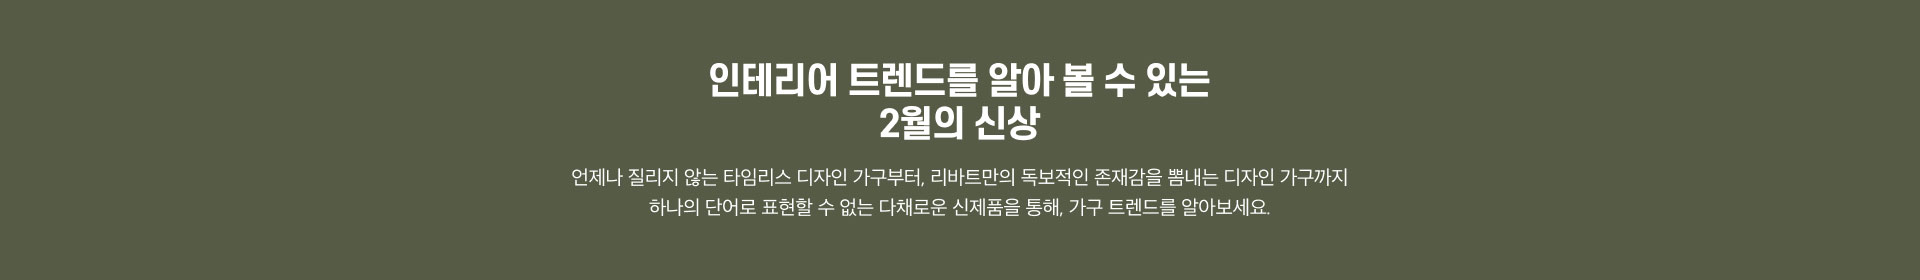 인테리어 트렌드를 알아 볼 수 있는
2월의 신상
언제나 질리지 않는 타임리스 디자인 가구부터, 리바트만의 독보적인 존재감을 뽐내는 디자인 가구까지
하나의 단어로 표현할 수 없는 다채로운 신제품을 통해, 가구 트렌드를 알아보세요.